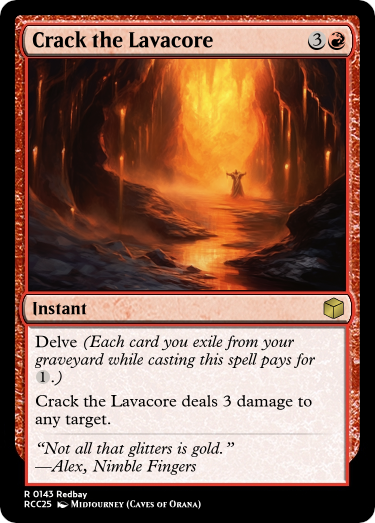 Crack the Lavacore 3
Instant
Delve (Each card you exile from your
graveyard while casting this spell pays for
1.)
Crack the Lavacore deals 3 damage to
any target.
“Not all that glitters is gold.”
—Alex, Nimble Fingers
R 0143 Redbay
RCC25 Midjourney (Caves of Orana)